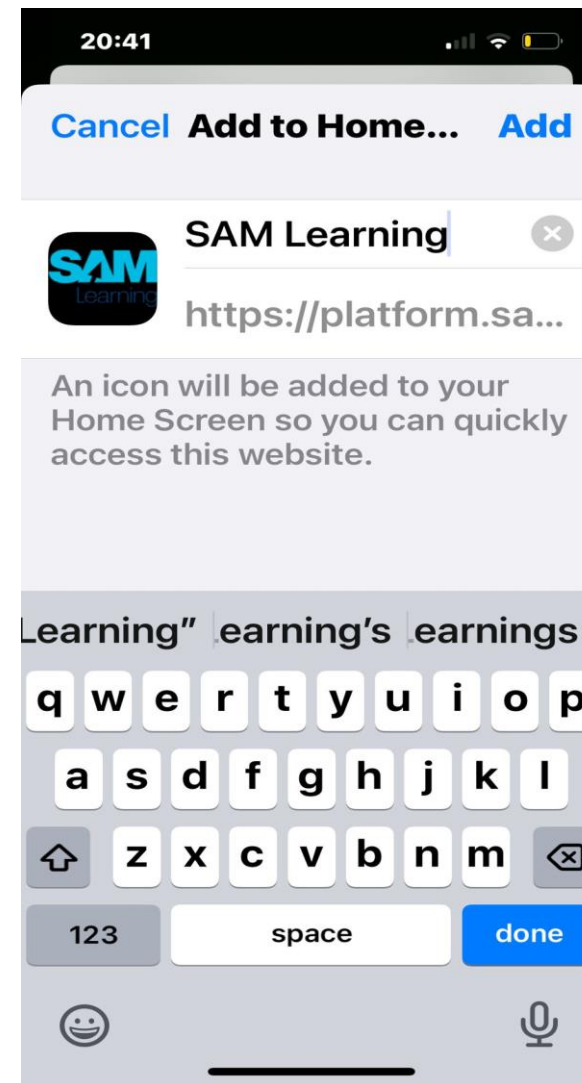 20:41
Cancel Add to Home... Add
SAM Learning
SAM
Learning
https://platform.sa...
An icon will be added to your
Home Screen so you can quickly
access this website.
Learning” earning’s earnings
q w e r t y u i o p
a s d f g h j k l
z x c v b n m
123 space done